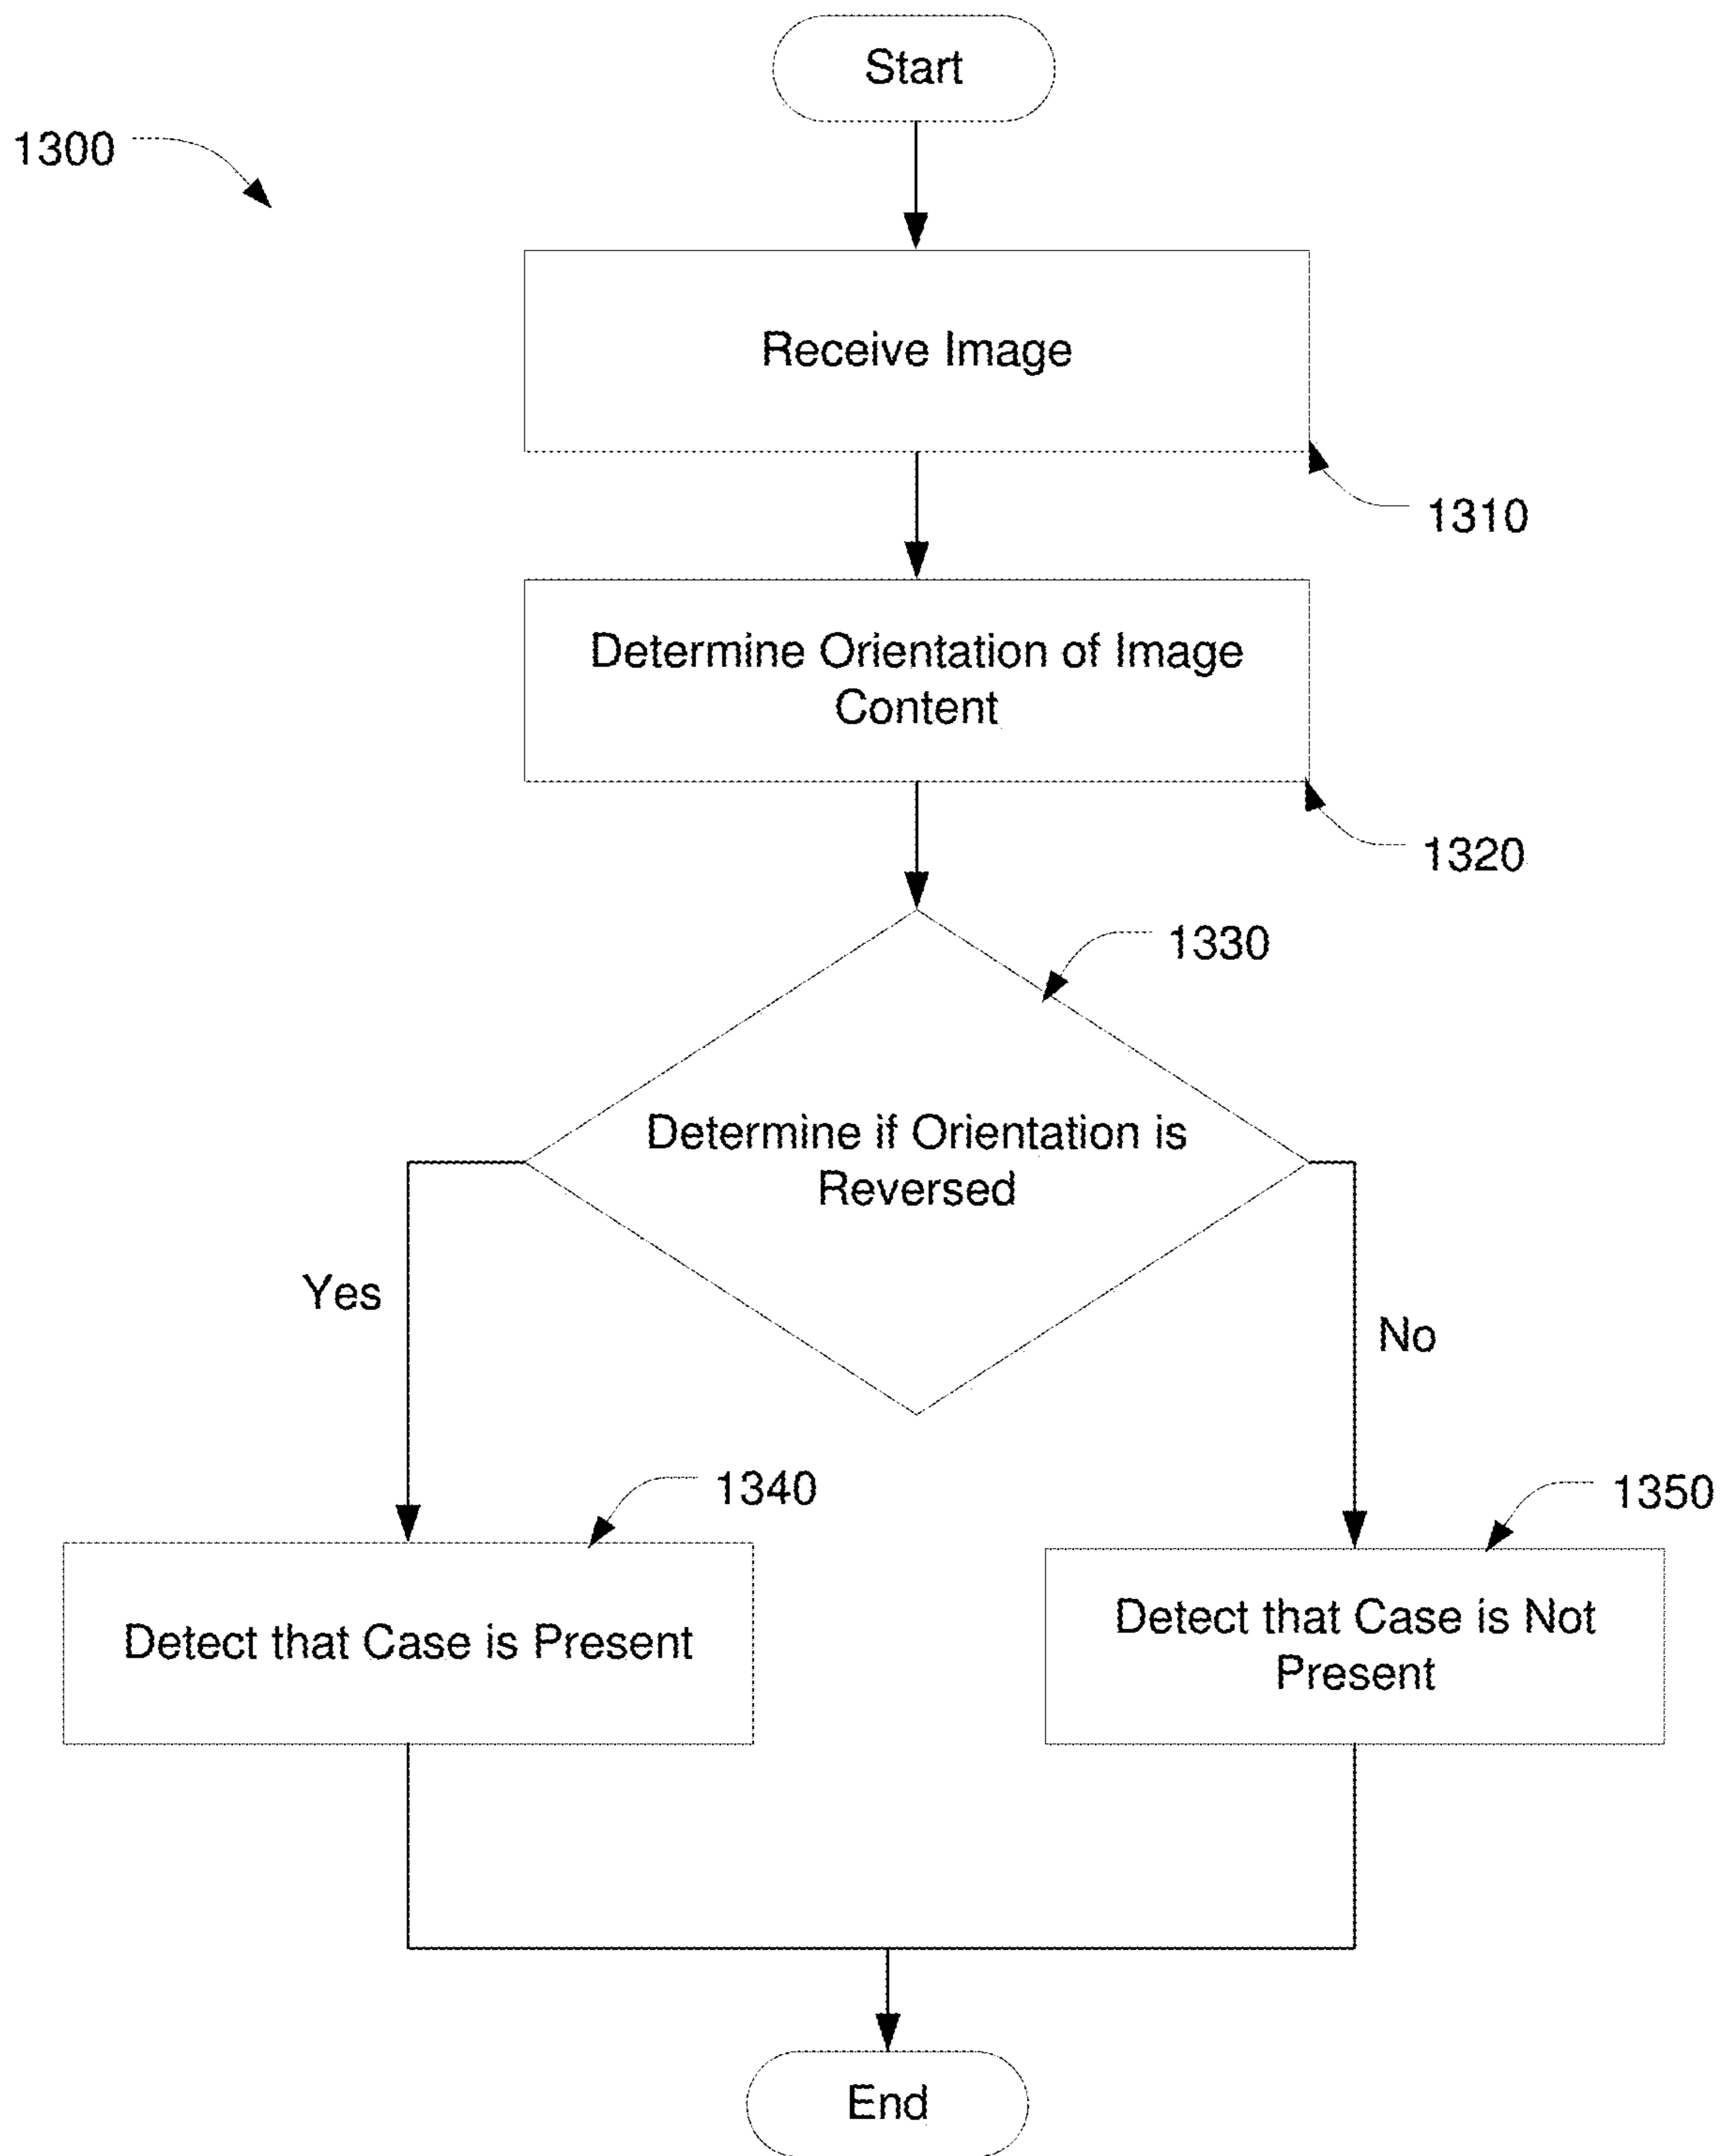 Start
1300
Receive Image
1310
Determine Orientation of Image
Content
1320
1330
Determine if Orientation is
Reversed
Yes
No
1340
1350
Detect that Case is Present
Detect that Case is Not
Present
End